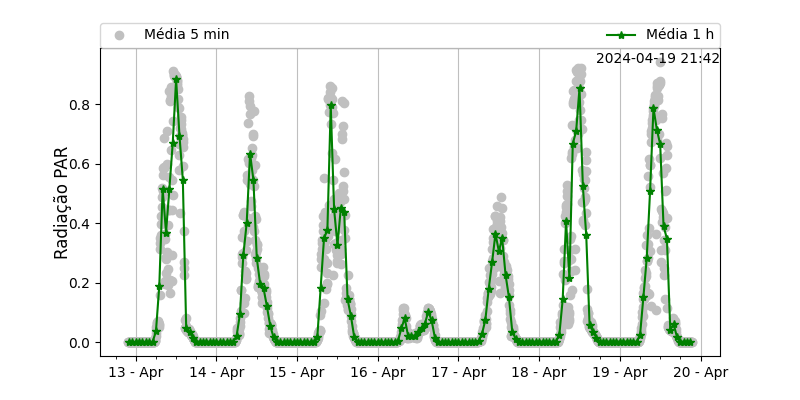 Média 5 min
Média 1 h
2024-04-19 21:42
Radiação PAR
0.8
0.6
0.4
0.2
0.0
13 - Apr
14 - Apr
15 - Apr
16 - Apr
17 - Apr
18 - Apr
19 - Apr
20 - Apr